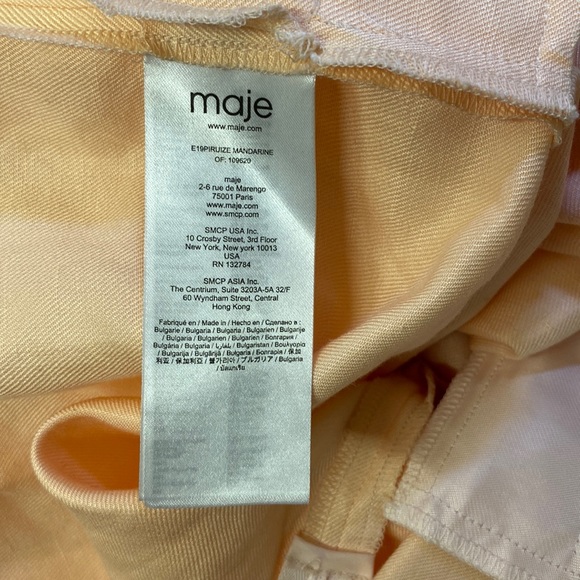 maje
www.maje.com
E19PIRUIZE MANDARINE
OF: 109620
maje
2-6 rue de Marengo
75001 Paris
www.maje.com
www.smcp.com
SMCP USA Inc.
10 Crosby Street, 3rd Floor
New York, New york 10013
USA
RN 132784
SMCP ASIA Inc.
The Centrium, Suite 3203A-5A 32/F
60 Wyndham Street, Central
Hong Kong
Fabriqué en / Made in / Hecho en / Сделано в :
Bulgarie / Bulgaria / Bulgária / Bulgarien / Bulgarije
/ Bulgaria / Bulgarien / Bulgarien / България /
Bulgária / Bulgaria / بلغاريا / Bulgaristan / Βουλγαρία
/ Bulgarija / Bulgārijā / Bulgaria / Болгария / 保加
利亚 / 保加利亞 / 불가리아 / ブルガリア / Bulgaria
/ บัลแกเรีย